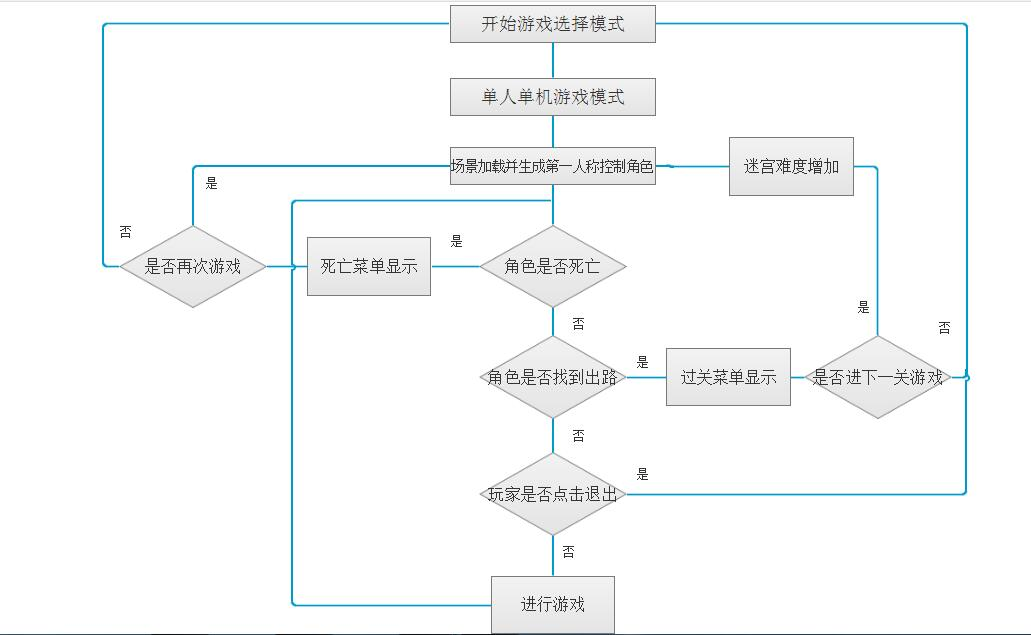 开始游戏选择模式
单人单机游戏模式
场景加载并生成第一人称控制角色
迷宫难度增加
是
否
是否再次游戏
死亡菜单显示
是
角色是否死亡
否
是
否
角色是否找到出路
是
过关菜单显示
是否进下一关游戏
否
玩家是否点击退出
是
否
进行游戏